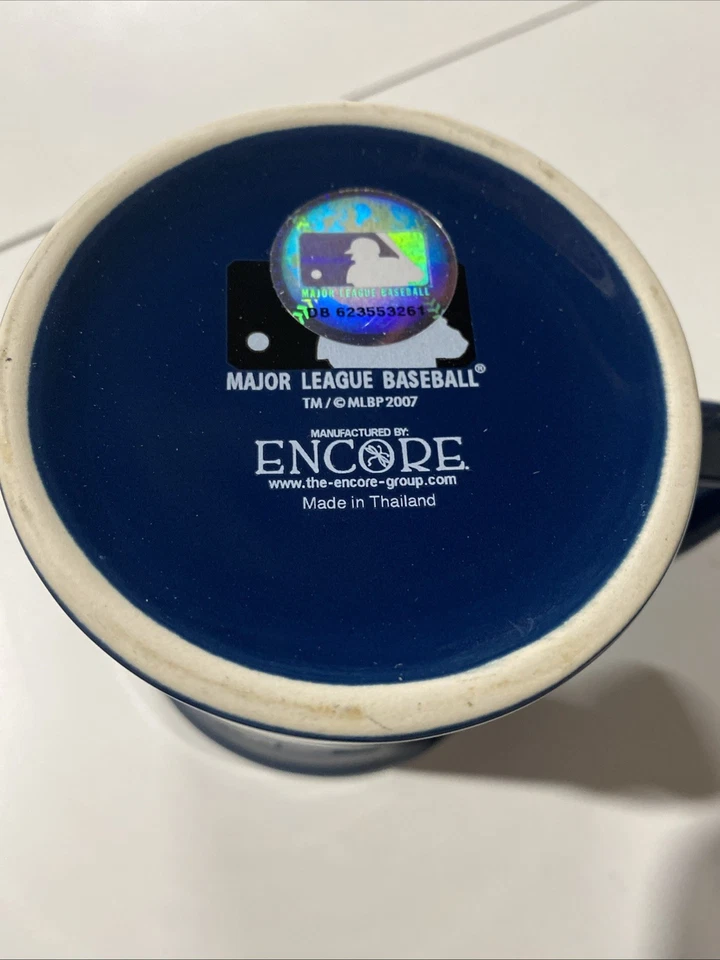 MAJOR LEAGUE BASEBALL
DB 623553261
MAJOR LEAGUE BASEBALL®
TM / © MLBP 2007
MANUFACTURED BY:
ENCORE
www.the-encore-group.com
Made in Thailand